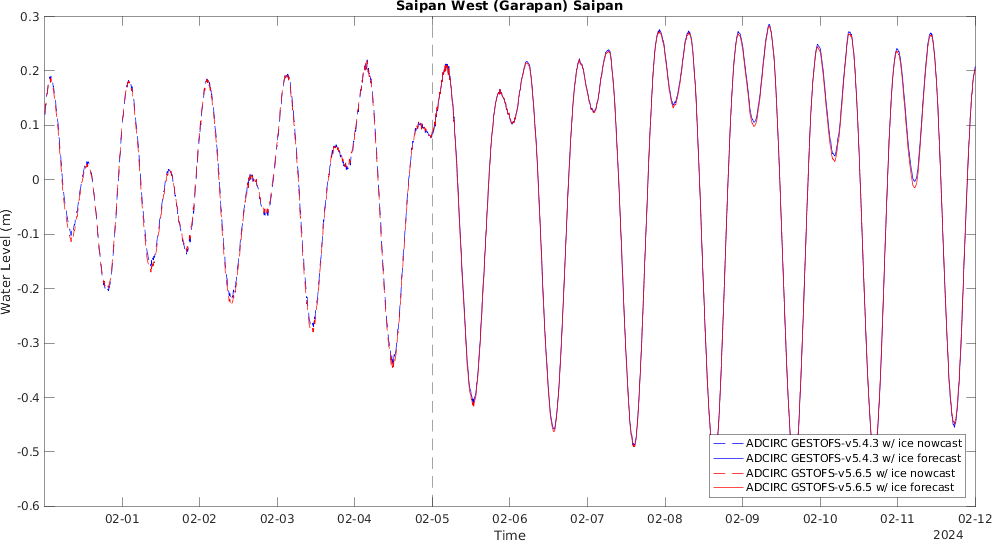 Saipan West (Garapan) Saipan
0.3
0.2
0.1
0
-0.1
-0.2
-0.3
-0.4
-0.5
-0.6
Water Level (m)
ADCIRC GESTOFS-v5.4.3 w/ ice nowcast
ADCIRC GESTOFS-v5.4.3 w/ ice forecast
ADCIRC GSTOFS-v5.6.5 w/ ice nowcast
ADCIRC GSTOFS-v5.6.5 w/ ice forecast
02-01 02-02 02-03 02-04 02-05 02-06 02-07 02-08 02-09 02-10 02-11 02-12
Time
2024